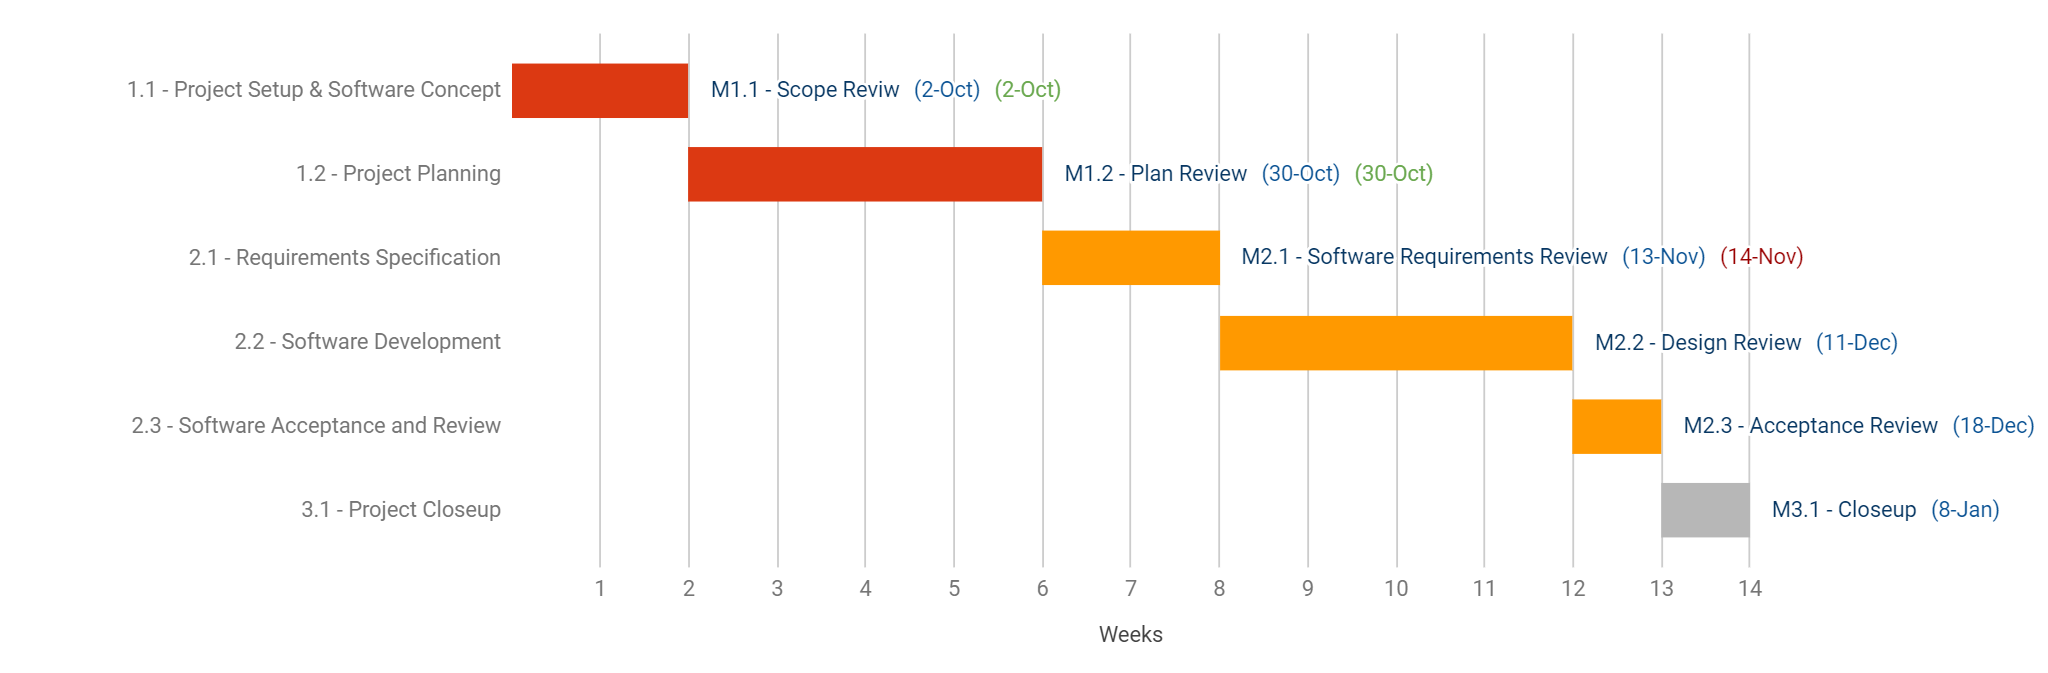 1.1 - Project Setup & Software Concept M1.1 - Scope Reviw (2-Oct) (2-Oct)
1.2 - Project Planning M1.2 - Plan Review (30-Oct) (30-Oct)
2.1 - Requirements Specification M2.1 - Software Requirements Review (13-Nov) (14-Nov)
2.2 - Software Development M2.2 - Design Review (11-Dec)
2.3 - Software Acceptance and Review M2.3 - Acceptance Review (18-Dec)
3.1 - Project Closeup M3.1 - Closeup (8-Jan)
1 2 3 4 5 6 7 8 9 10 11 12 13 14
Weeks